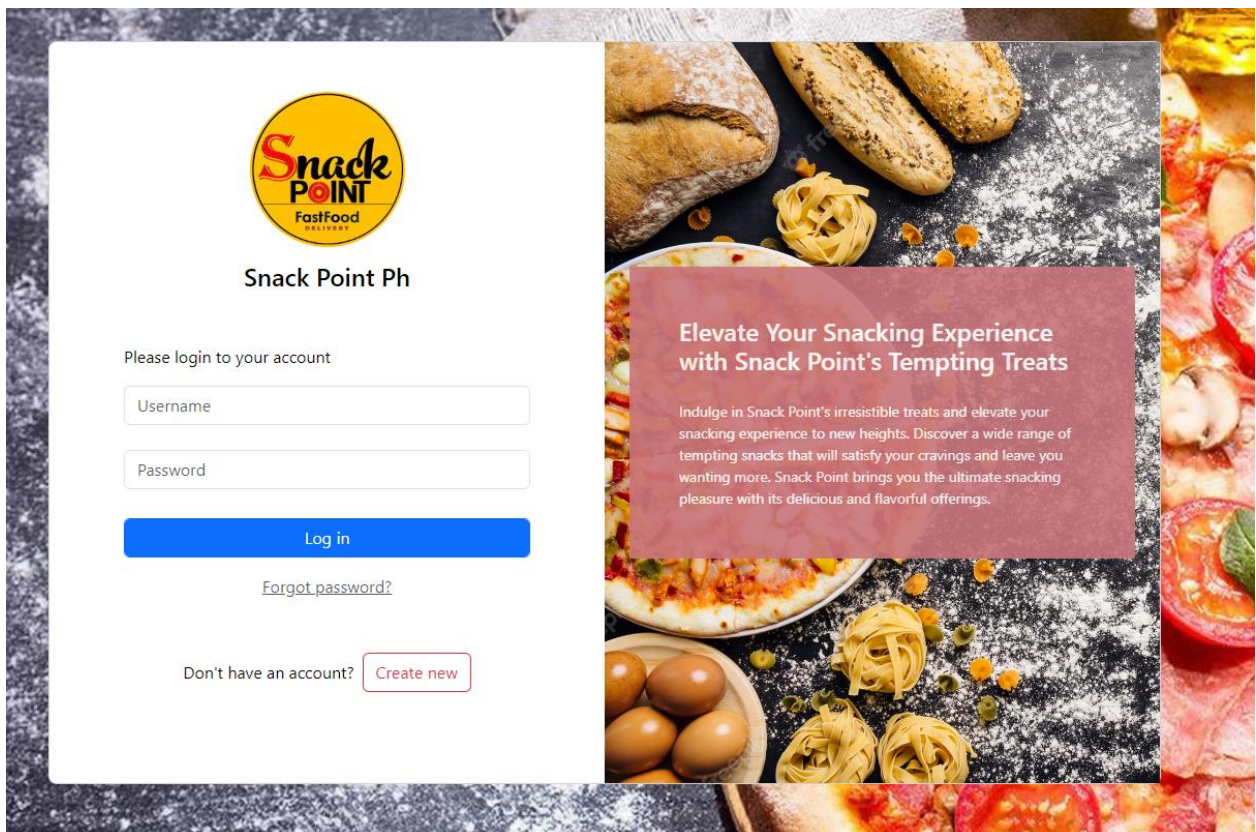 Snack
POINT
FastFood
DELIVERY
Snack Point Ph
Please login to your account
Username
Password
Log in
Forgot password?
Don't have an account? Create new
Elevate Your Snacking Experience
with Snack Point's Tempting Treats
Indulge in Snack Point's irresistible treats and elevate your
snacking experience to new heights. Discover a wide range of
tempting snacks that will satisfy your cravings and leave you
wanting more. Snack Point brings you the ultimate snacking
pleasure with its delicious and flavorful offerings.